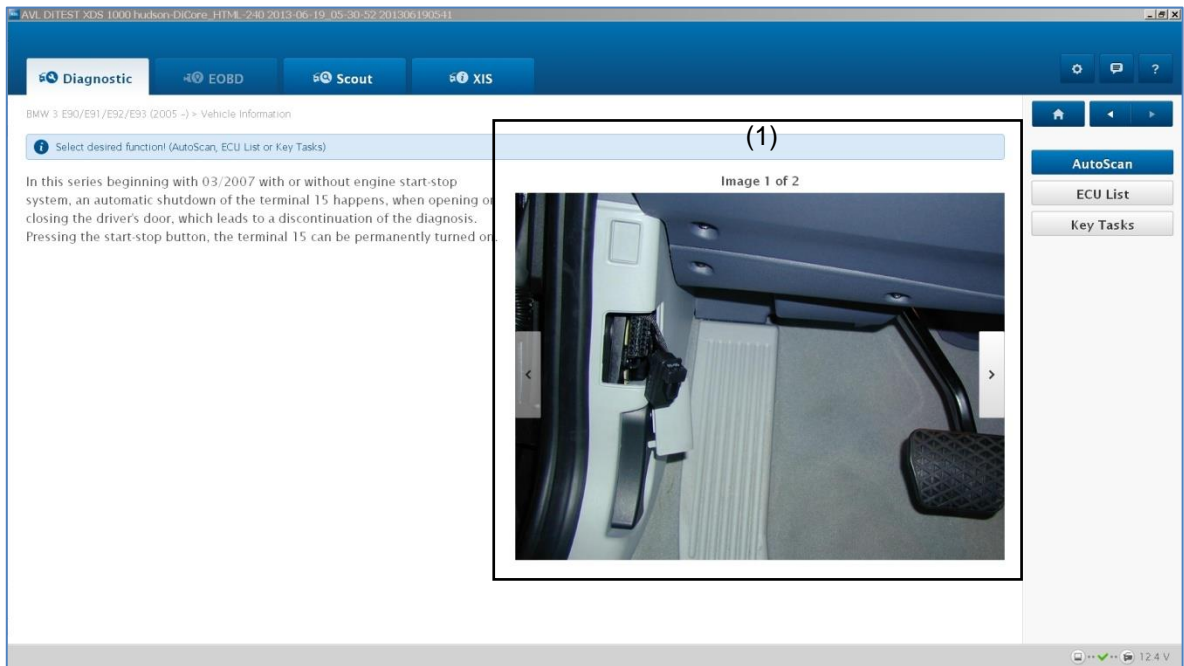 AVL DITEST XDS 1000 hudson-DiCore_HTML-240 2013-06-19_05-30-52 201306190541
Diagnostic
EOBD
Scout
XIS
?
BMW 3 E90/E91/E92/E93 (2005 -) > Vehicle Information
Select desired function! (AutoScan, ECU List or Key Tasks)
(1)
In this series beginning with 03/2007 with or without engine start-stop
system, an automatic shutdown of the terminal 15 happens, when opening or
closing the driver's door, which leads to a discontinuation of the diagnosis.
Pressing the start-stop button, the terminal 15 can be permanently turned on.
Image 1 of 2
AutoScan
ECU List
Key Tasks
12.4 V